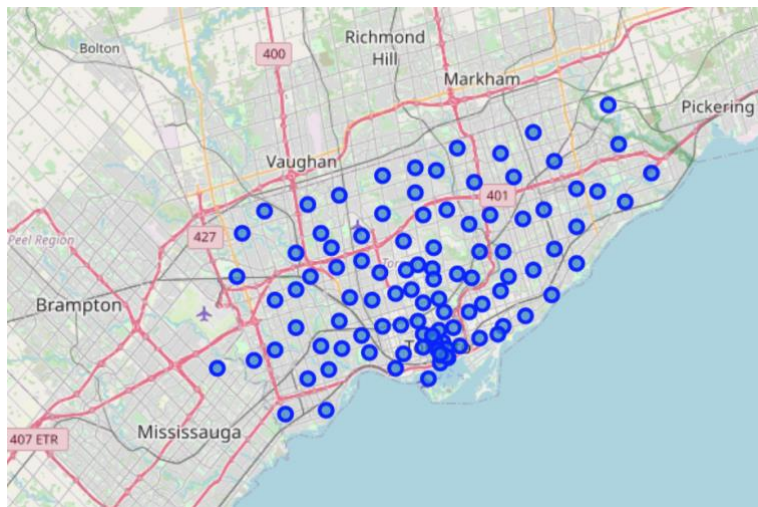 Bolton
400
Richmond
Hill
Markham
Pickering
Vaughan
401
427
Peel Region
Brampton
Mississauga
407 ETR